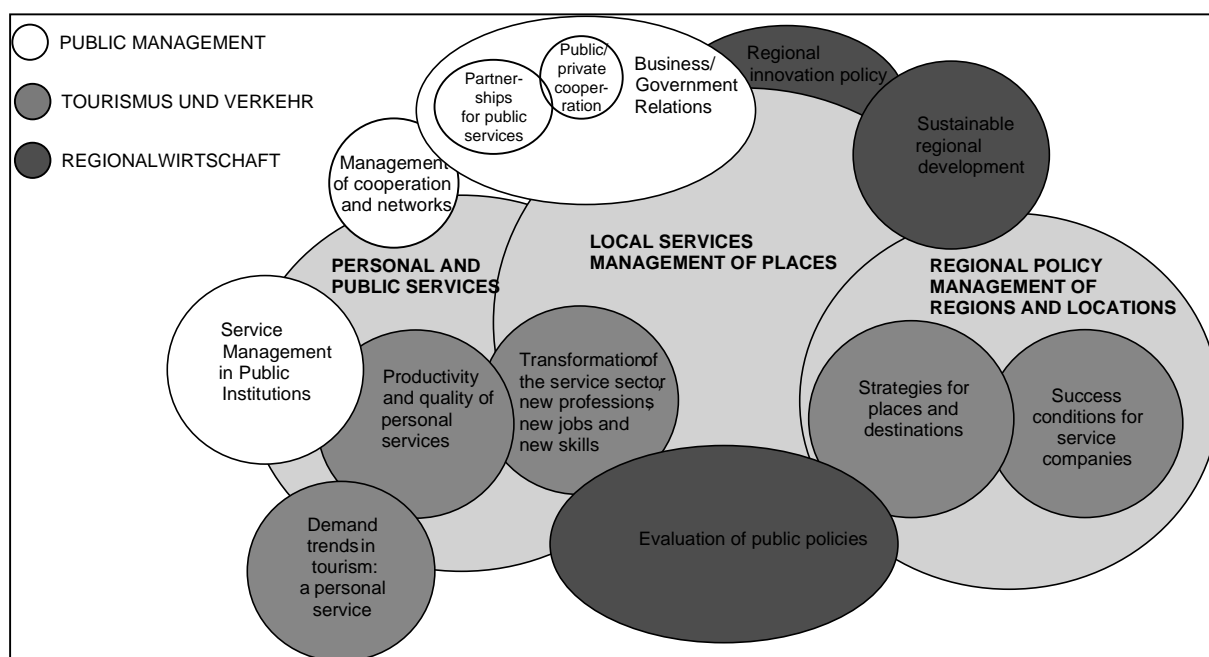 PUBLIC MANAGEMENT
TOURISMUS UND VERKEHR
REGIONALWIRTSCHAFT
Public/
private
cooper-
ration
Partner-
ships
for public
services
Business/
Government
Relations
Regional
innovation policy
Sustainable
regional
development
Management
of cooperation
and networks
PERSONAL AND
PUBLIC SERVICES
LOCAL SERVICES
MANAGEMENT OF PLACES
REGIONAL POLICY
MANAGEMENT OF
REGIONS AND LOCATIONS
Service
Management
in Public
Institutions
Productivity
and quality of
personal
services
Transformation of
the service sector,
new professions,
new jobs and
new skills
Strategies for
places and
destinations
Success
conditions for
service
companies
Evaluation of public policies
Demand
trends in
tourism:
a personal
service